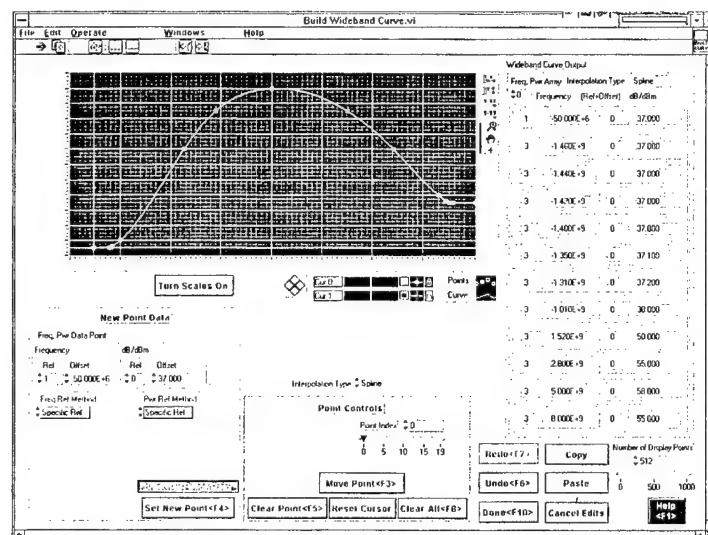 Build Wideband Curve.vi
File Edit Operate Windows Help
Wideband Curve Output
Freq, Pwr Array Interpolation Type Spline
0 Frequency (Ref+Offset) dB/dBm
1 -50.000E+6 0 37.000
3 -1.460E+9 0 37.000
3 -1.440E+9 0 37.000
3 -1.420E+9 0 37.000
3 -1.400E+9 0 37.000
3 -1.350E+9 0 37.100
3 -1.310E+9 0 37.200
3 -1.010E+9 0 38.000
3 1.520E+9 0 50.000
3 2.800E+9 0 55.000
3 5.000E+9 0 58.000
3 8.000E+9 0 55.000
Turn Scales On
Cur 0
Cur 1
Points
Curve
New Point Data
Freq, Pwr Data Point
Frequency dB/dBm
Ref Offset Ref Offset
1 50.000E+6 0 37.000
Freq Ref Method Pwr Ref Method
Specific Ref Specific Ref
Set New Point<F4>
Interpolation Type Spline
Point Controls
Point Index 0
0 5 10 15 19
Move Point<F3>
Clear Point<F5> Reset Cursor Clear All<F8>
Redo<F7> Copy
Undo<F6> Paste
Done<F10> Cancel Edits
Number of Display Points
512
0 500 1000
Help
<F1>